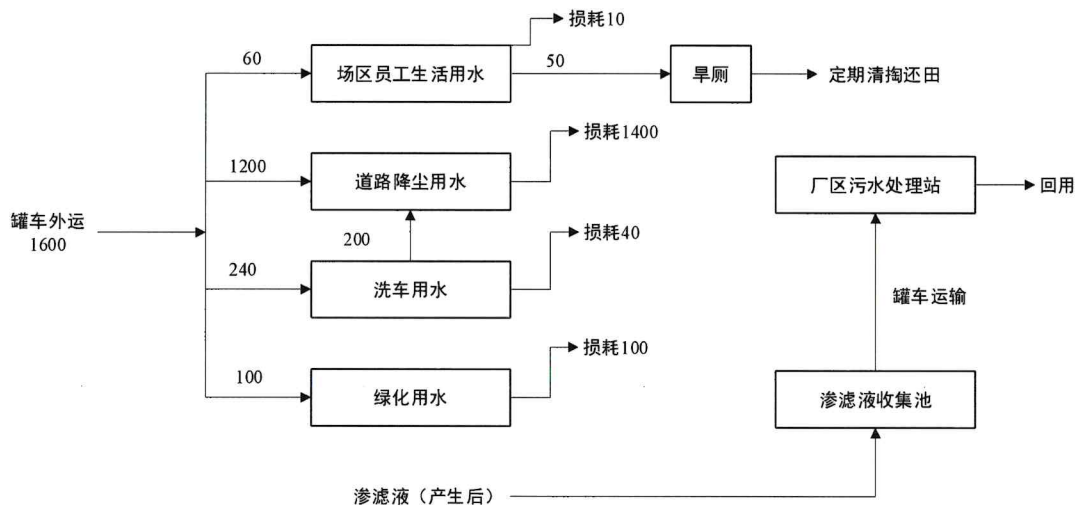 损耗10
60
场区员工生活用水
50
旱厕
定期清掏还田
损耗1400
1200
道路降尘用水
厂区污水处理站
回用
罐车外运
1600
200
损耗40
240
洗车用水
罐车运输
损耗100
100
绿化用水
渗滤液收集池
渗滤液（产生后）